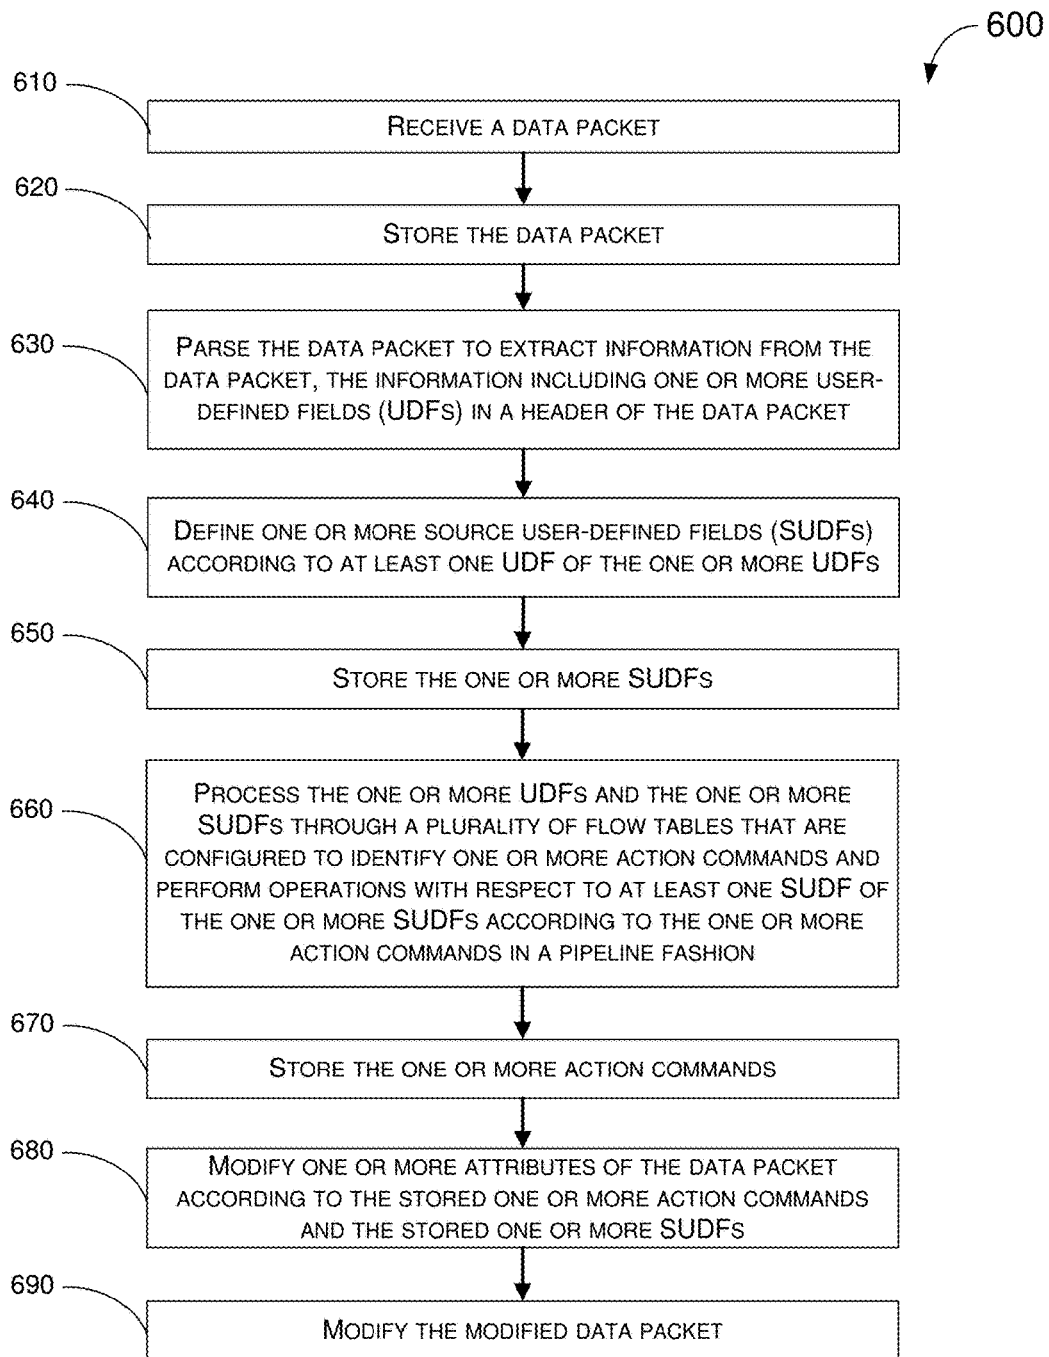 600
610
RECEIVE A DATA PACKET
620
STORE THE DATA PACKET
630
PARSE THE DATA PACKET TO EXTRACT INFORMATION FROM THE
DATA PACKET, THE INFORMATION INCLUDING ONE OR MORE USER-
DEFINED FIELDS (UDFS) IN A HEADER OF THE DATA PACKET
640
DEFINE ONE OR MORE SOURCE USER-DEFINED FIELDS (SUDFS)
ACCORDING TO AT LEAST ONE UDF OF THE ONE OR MORE UDFS
650
STORE THE ONE OR MORE SUDFS
660
PROCESS THE ONE OR MORE UDFS AND THE ONE OR MORE
SUDFS THROUGH A PLURALITY OF FLOW TABLES THAT ARE
CONFIGURED TO IDENTIFY ONE OR MORE ACTION COMMANDS AND
PERFORM OPERATIONS WITH RESPECT TO AT LEAST ONE SUDF OF
THE ONE OR MORE SUDFS ACCORDING TO THE ONE OR MORE
ACTION COMMANDS IN A PIPELINE FASHION
670
STORE THE ONE OR MORE ACTION COMMANDS
680
MODIFY ONE OR MORE ATTRIBUTES OF THE DATA PACKET
ACCORDING TO THE STORED ONE OR MORE ACTION COMMANDS
AND THE STORED ONE OR MORE SUDFS
690
MODIFY THE MODIFIED DATA PACKET